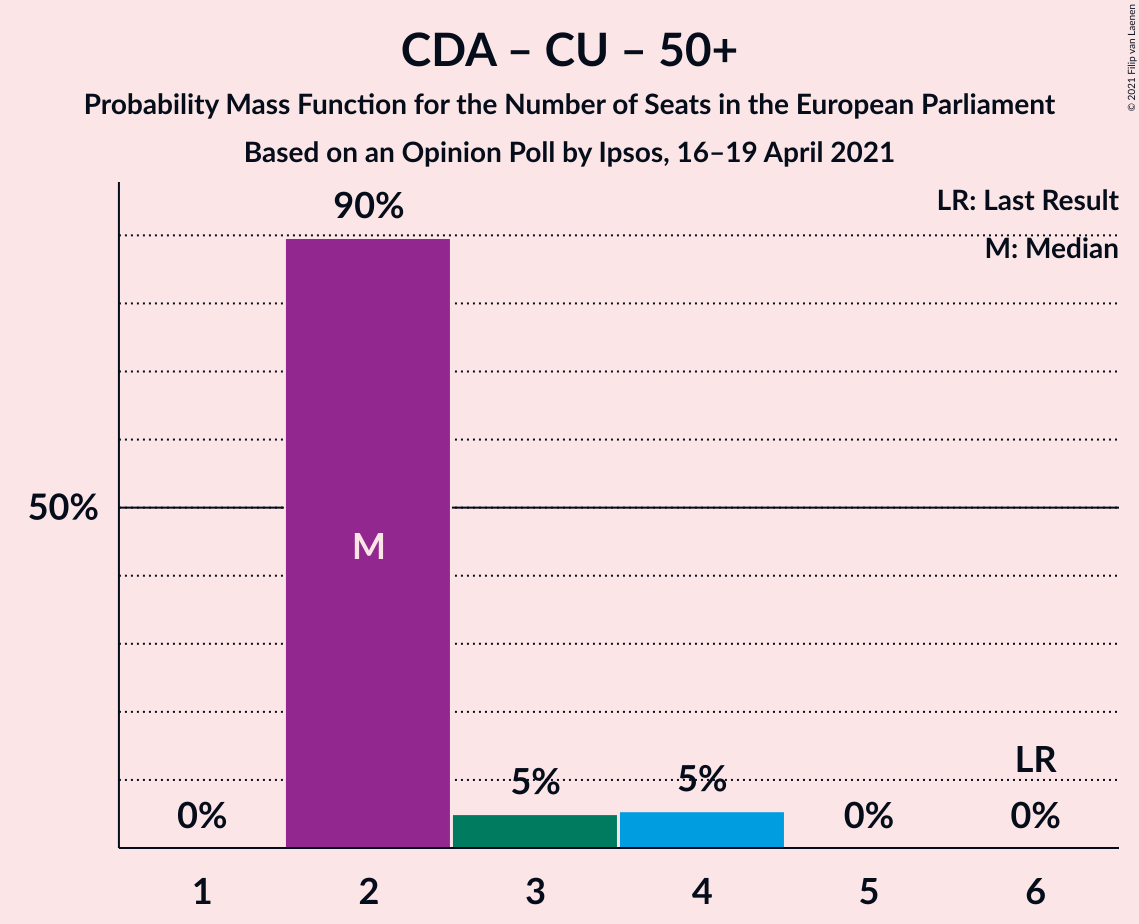 CDA – CU – 50+
Probability Mass Function for the Number of Seats in the European Parliament
Based on an Opinion Poll by Ipsos, 16–19 April 2021
© 2021 Filip van Laenen
LR: Last Result
M: Median
90%
50%
M
LR
5%
5%
0%
0%
0%
1
2
3
4
5
6